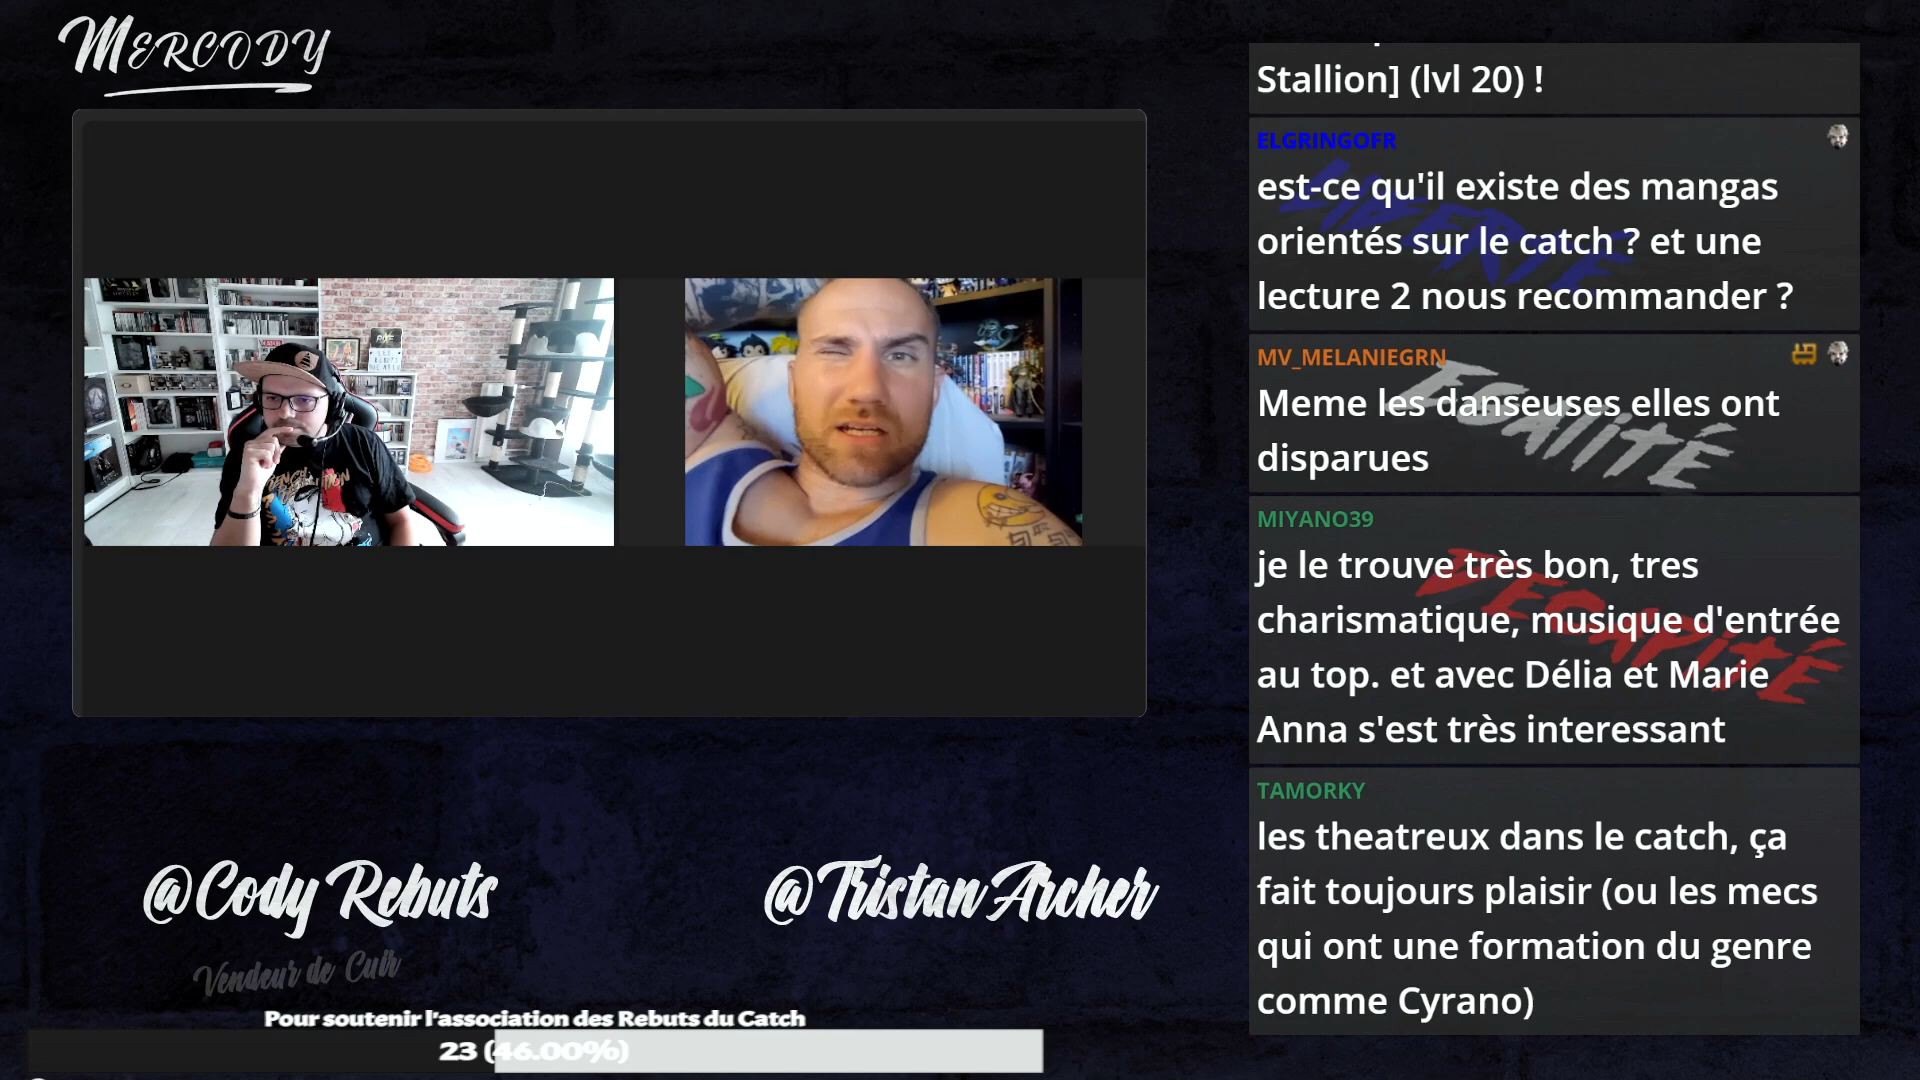 MERCODY
Stallion] (lvl 20) !
ELGRINGOFR
est-ce qu'il existe des mangas
orientés sur le catch ? et une
lecture 2 nous recommander ?
MV_MELANIEGRN
Meme les danseuses elles ont
disparues
MIYANO39
je le trouve très bon, tres
charismatique, musique d'entrée
au top. et avec Délia et Marie
Anna s'est très interessant
TAMORKY
les theatreux dans le catch, ça
fait toujours plaisir (ou les mecs
qui ont une formation du genre
comme Cyrano)
LIBERTÉ
EGALITÉ
DECAPITÉ
@Cody Rebuts
@Tristan Archer
Vendeur de Cuir
Pour soutenir l'association des Rebuts du Catch
23 (46.00%)